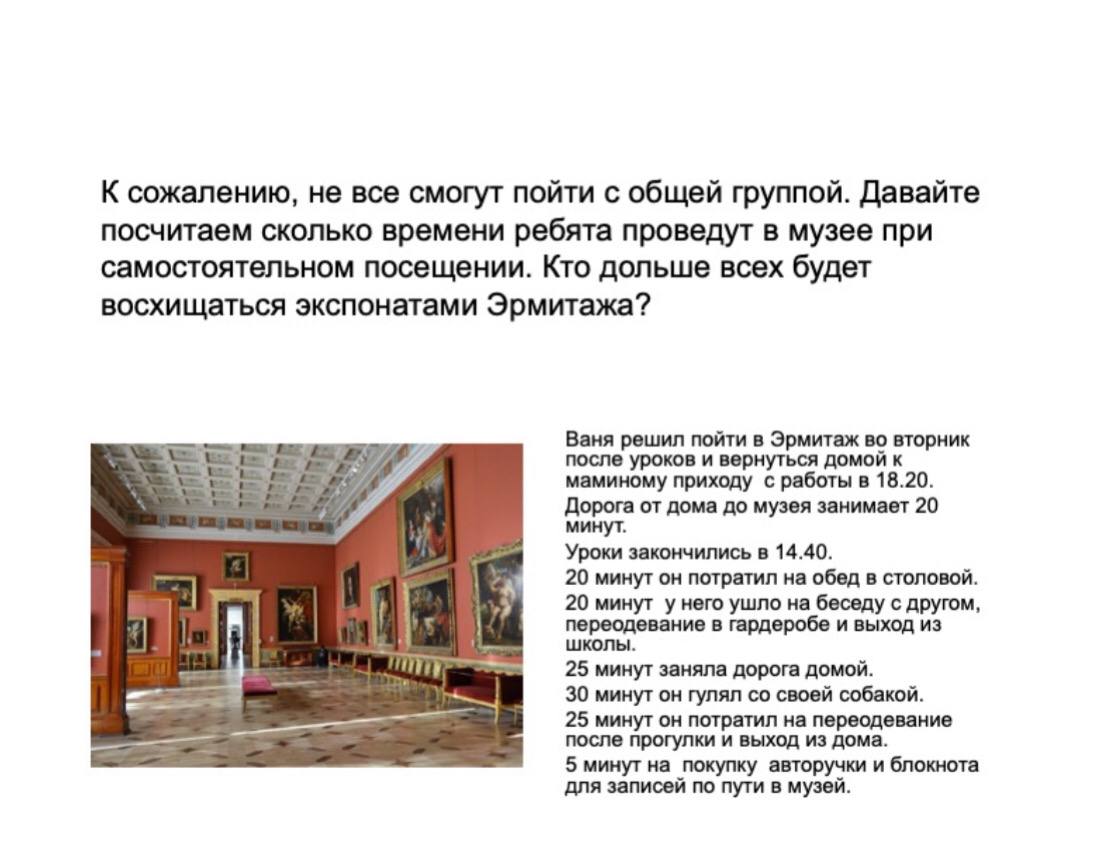 К сожалению, не все смогут пойти с общей группой. Давайте
посчитаем сколько времени ребята проведут в музее при
самостоятельном посещении. Кто дольше всех будет
восхищаться экспонатами Эрмитажа?
Ваня решил пойти в Эрмитаж во вторник
после уроков и вернуться домой к
маминому приходу с работы в 18.20.
Дорога от дома до музея занимает 20
минут.
Уроки закончились в 14.40.
20 минут он потратил на обед в столовой.
20 минут у него ушло на беседу с другом,
переодевание в гардеробе и выход из
школы.
25 минут заняла дорога домой.
30 минут он гулял со своей собакой.
25 минут он потратил на переодевание
после прогулки и выход из дома.
5 минут на покупку авторучки и блокнота
для записей по пути в музей.